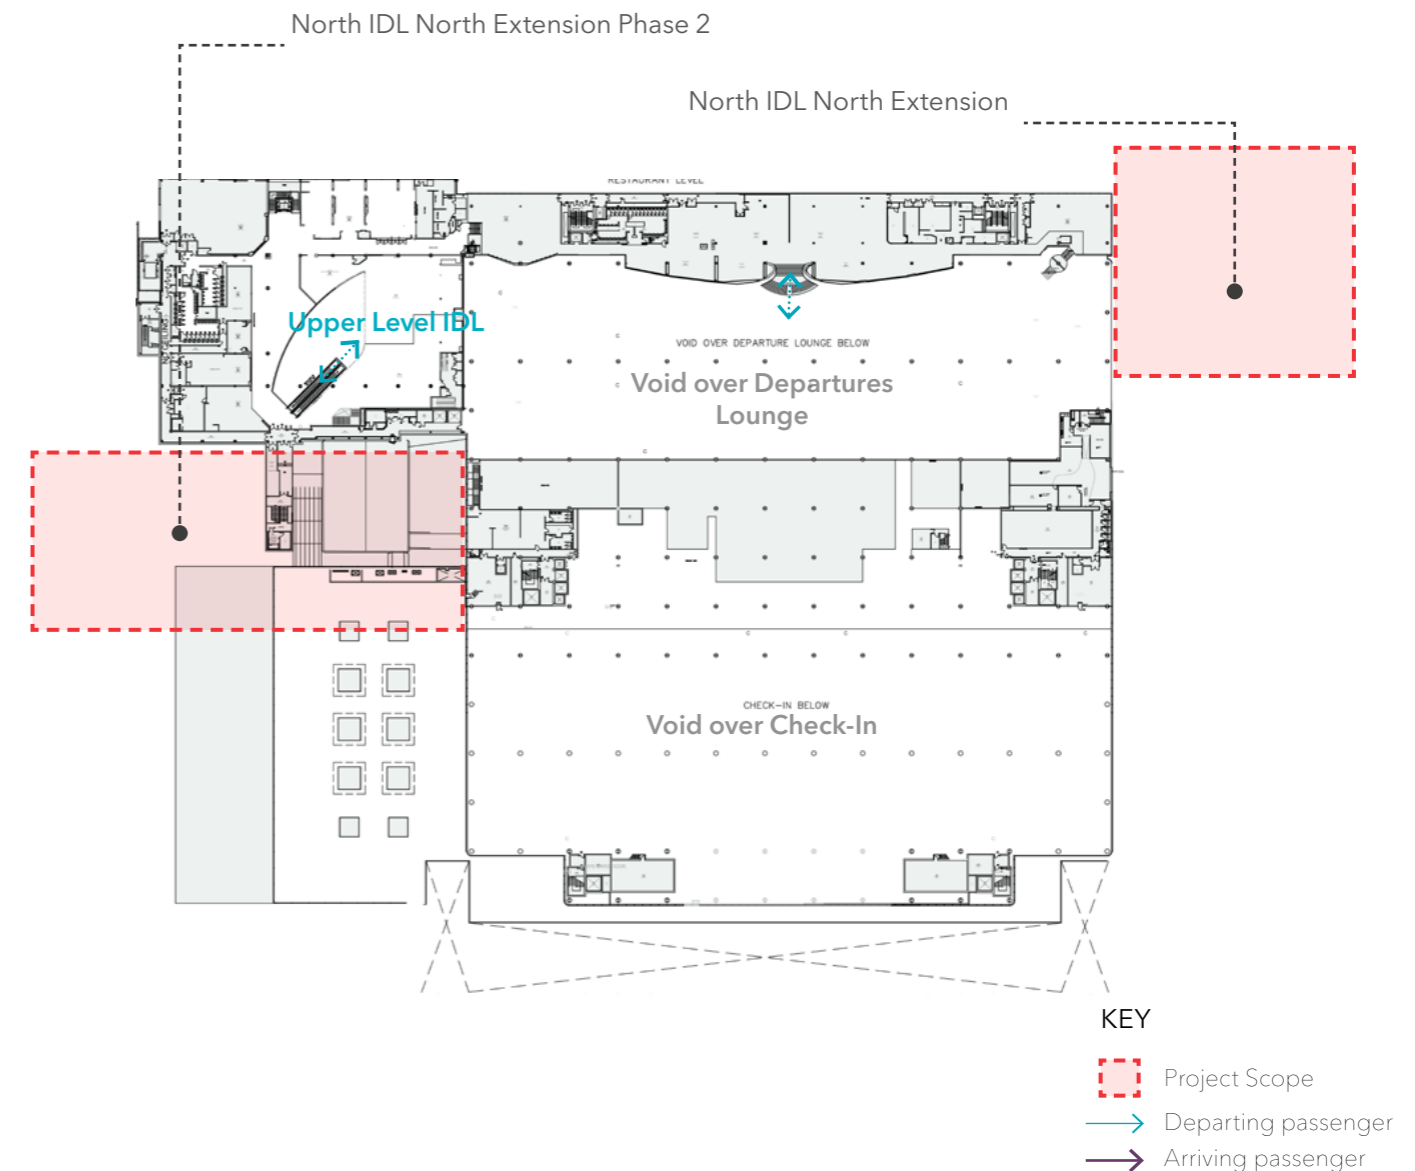 North IDL North Extension Phase 2
North IDL North Extension
RESTAURANT LEVEL
Upper Level IDL
VOID OVER DEPARTURE LOUNGE BELOW
Void over Departures
Lounge
CHECK-IN BELOW
Void over Check-In
KEY
Project Scope
Departing passenger
Arriving passenger